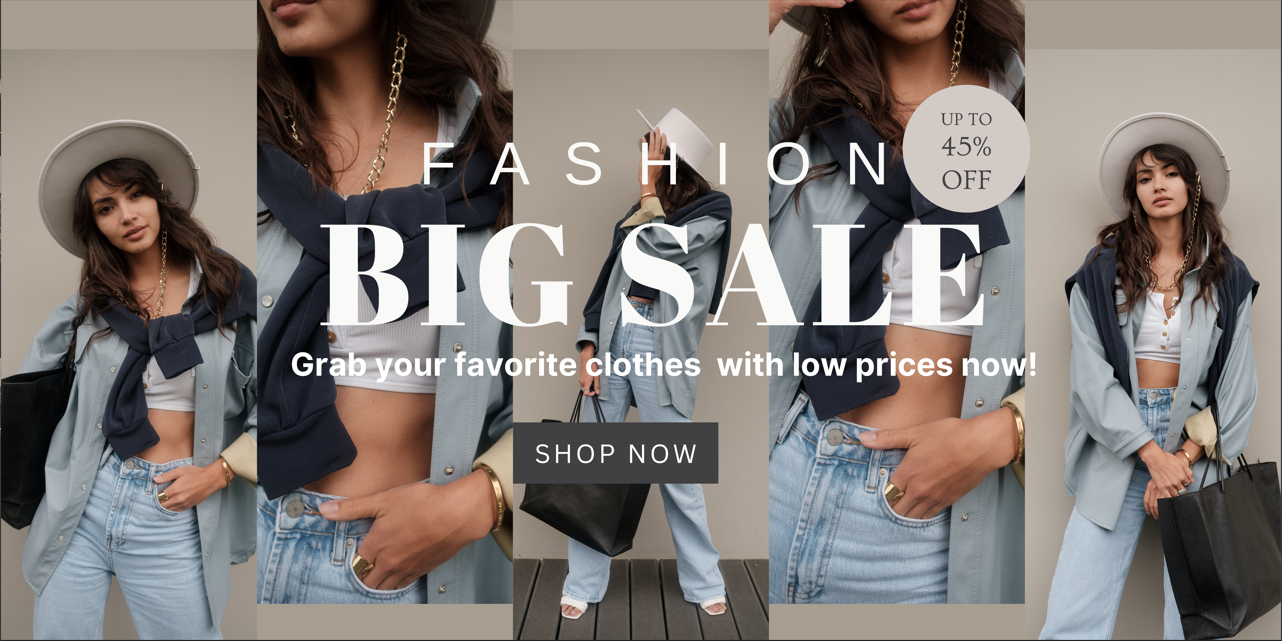 FASHION
UP TO
45%
OFF
BIG SALE
Grab your favorite clothes  with low prices now!
SHOP NOW